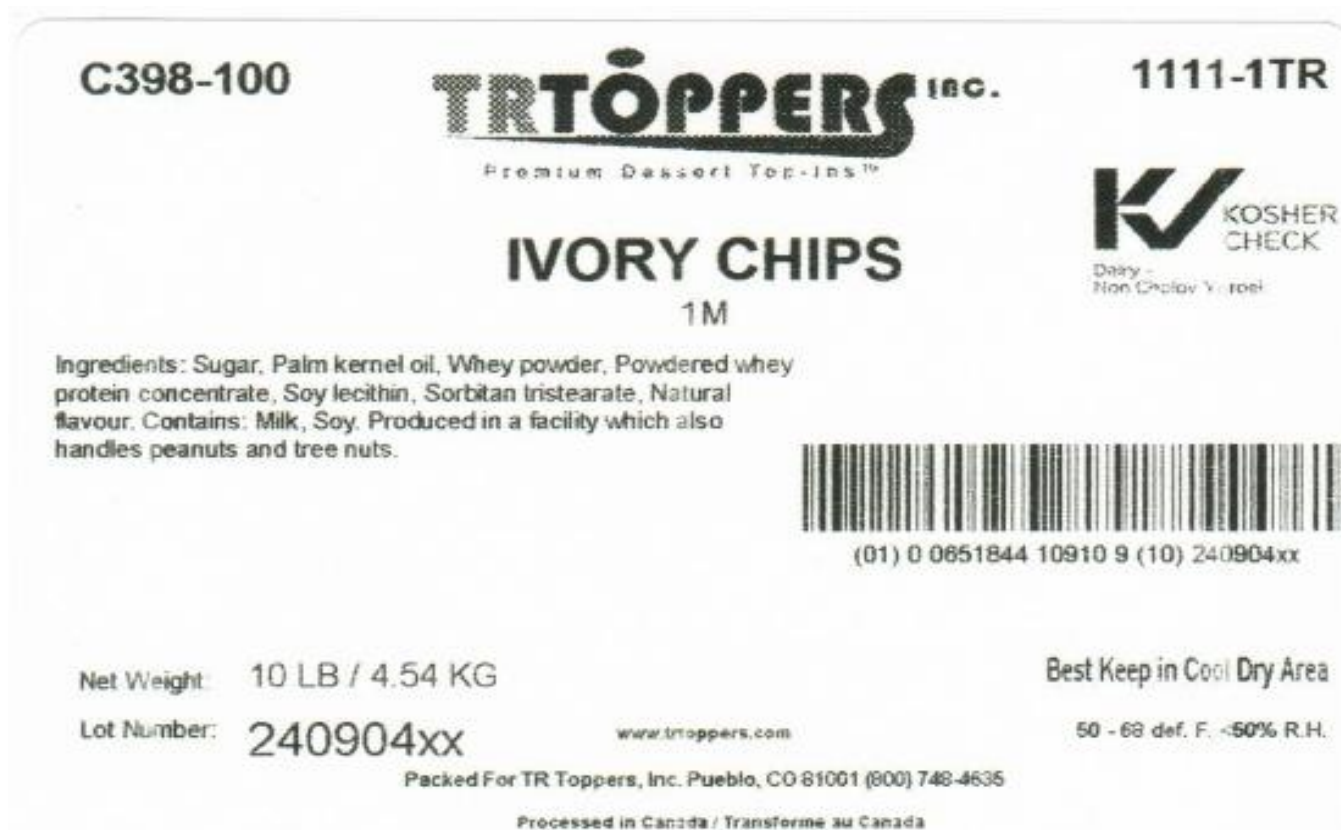 C398-100
TRTOPPERS INC.
1111-1TR
Premium Dessert Top-Ins™
KOSHER
CHECK
Dairy -
Non Cholov Yisroel
IVORY CHIPS
1M
Ingredients: Sugar, Palm kernel oil, Whey powder, Powdered whey
protein concentrate, Soy lecithin, Sorbitan tristearate, Natural
flavour. Contains: Milk, Soy. Produced in a facility which also
handles peanuts and tree nuts.
(01) 0 0651844 10910 9 (10) 240904xx
Net Weight: 10 LB / 4.54 KG
Best Keep in Cool Dry Area
Lot Number: 240904xx
www.trtoppers.com
50 - 68 def. F. <50% R.H.
Packed For TR Toppers, Inc. Pueblo, CO 81001 (800) 748-4635
Processed in Canada / Transforme au Canada